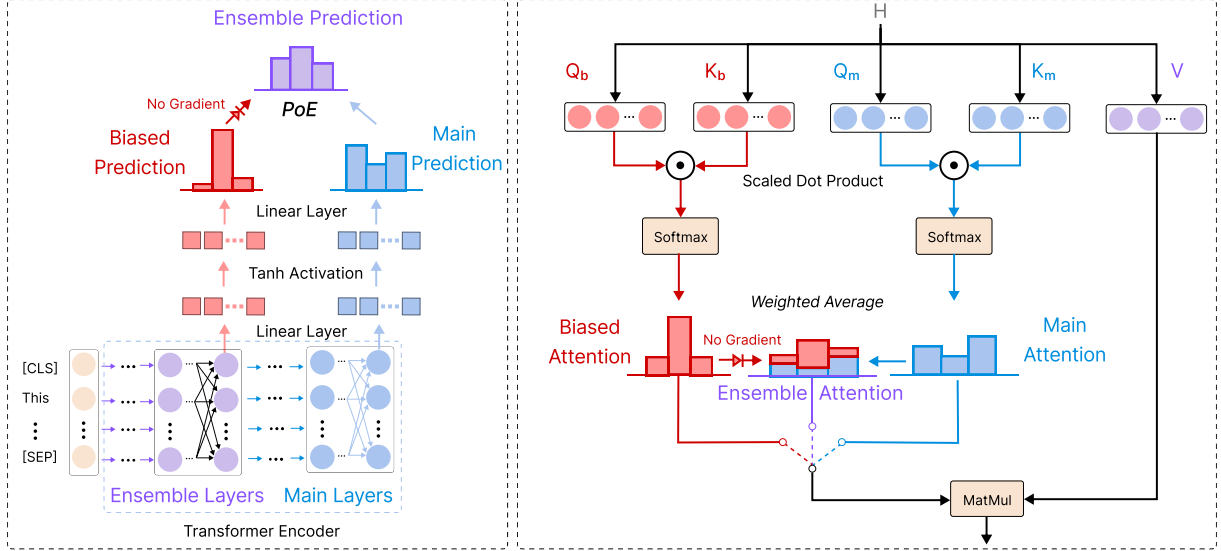 Ensemble Prediction
No Gradient
PoE
Biased
Prediction
Main
Prediction
Linear Layer
Tanh Activation
Linear Layer
[CLS]
This
[SEP]
Ensemble Layers
Main Layers
Transformer Encoder
H
Qb
Kb
Qm
Km
V
Scaled Dot Product
Softmax
Softmax
Weighted Average
Biased
Attention
No Gradient
Main
Attention
Ensemble Attention
MatMul